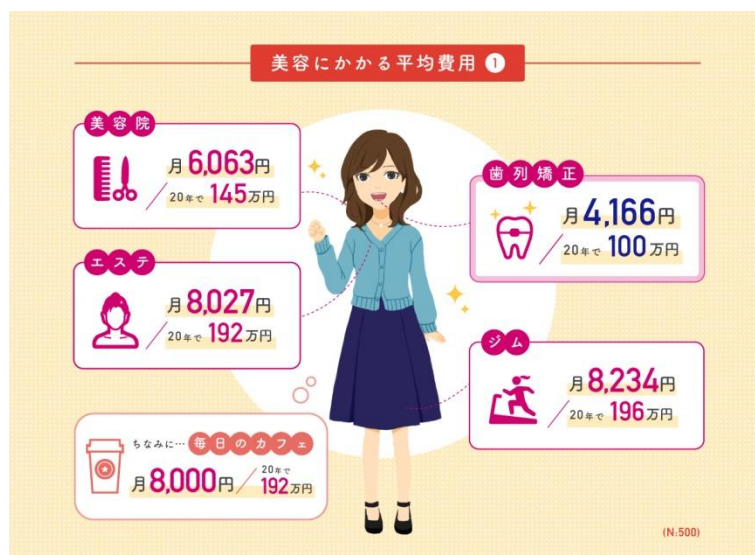 美容にかかる平均費用 1
美容院
月6,063円
20年で 145万円
歯列矯正
月4,166円
20年で 100万円
エステ
月8,027円
20年で 192万円
ジム
月8,234円
20年で 196万円
ちなみに… 毎日のカフェ
月8,000円
20年で
192万円
(N:500)